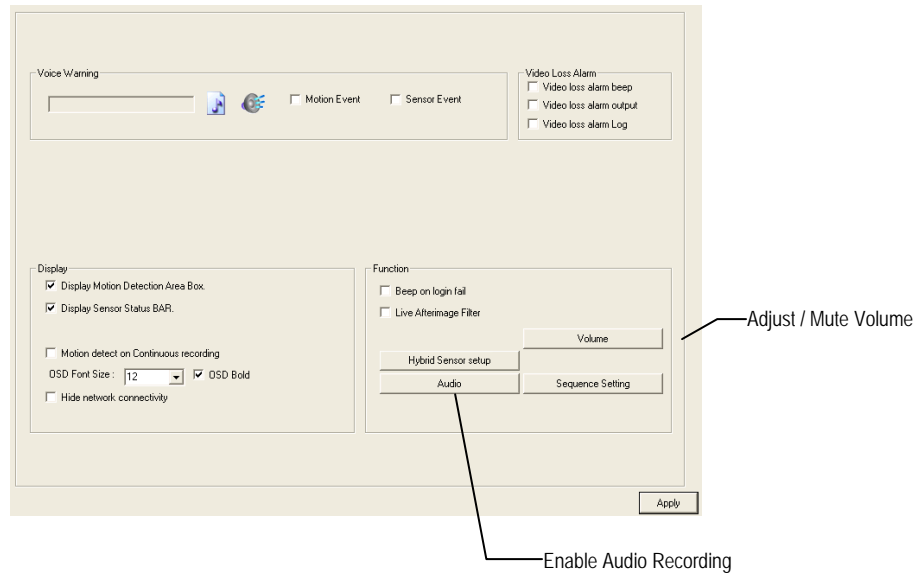 Voice Warning
Motion Event
Sensor Event
Video Loss Alarm
Video loss alarm beep
Video loss alarm output
Video loss alarm Log
Display
Display Motion Detection Area Box.
Display Sensor Status BAR.
Motion detect on Continuous recording
OSD Font Size : 12 OSD Bold
Hide network connectivity
Function
Beep on login fail
Live Afterimage Filter
Volume
Hybrid Sensor setup
Audio
Sequence Setting
Adjust / Mute Volume
Apply
Enable Audio Recording